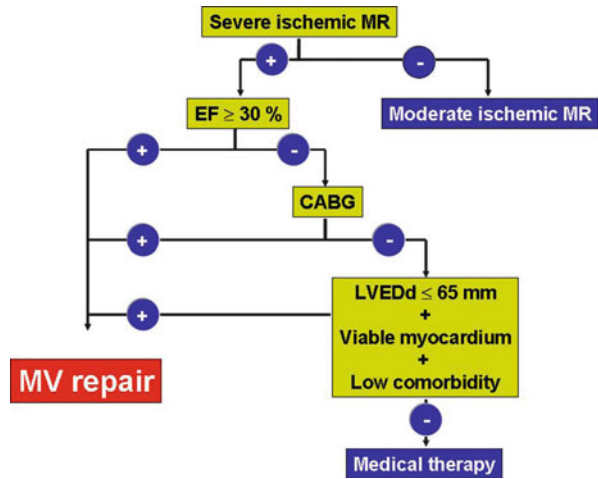 Severe ischemic MR
+
-
EF ≥ 30 %
Moderate ischemic MR
+
-
CABG
+
-
LVEDd ≤ 65 mm
+
Viable myocardium
+
Low comorbidity
+
MV repair
-
Medical therapy